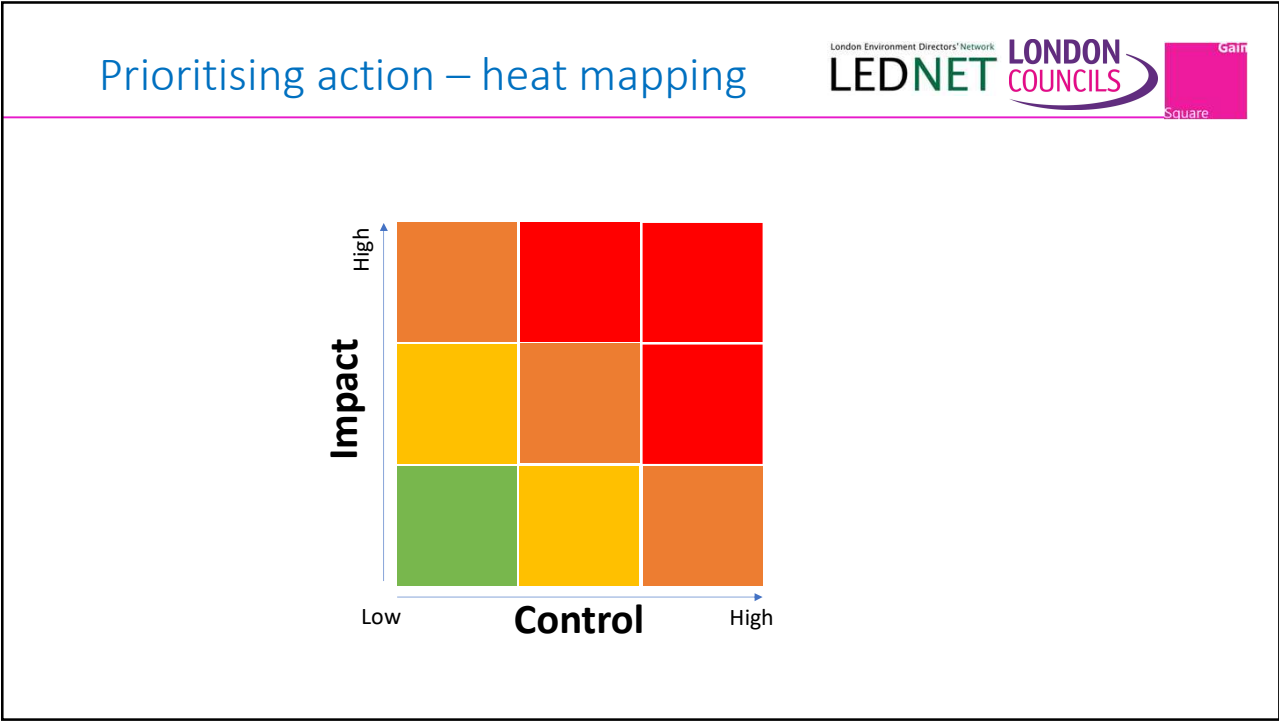 Prioritising action – heat mapping
London Environment Directors' Network
LEDNET
LONDON
COUNCILS
Gain
Square
High
Impact
Low
Control
High